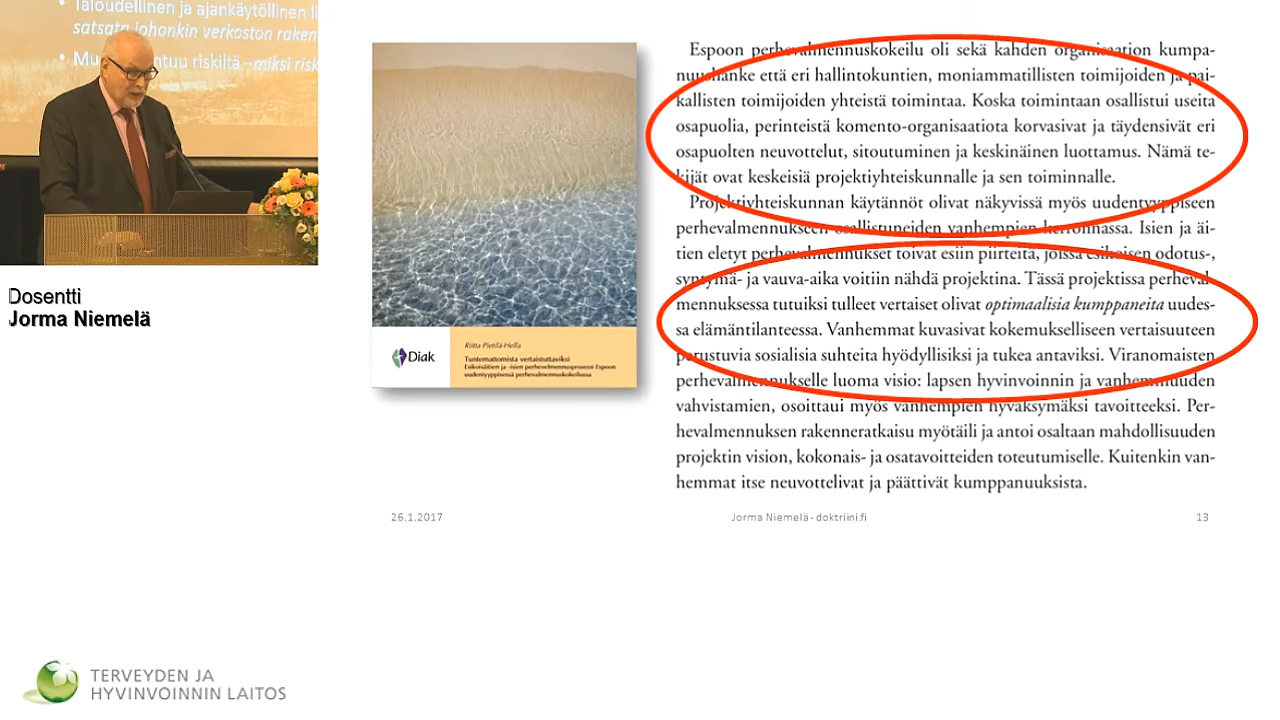 Taloudellinen ja ajankäytöllinen
satsata johonkin verkoston raken
miksi risk
Dosentti
Jorma Niemelä
Diak
Riitta Pietilä-Hella
Tuntemattomista vertaistuttaviksi
Esikoisäitien ja -isien perhevalmennusprosessi Espoon
uudentyyppisessä perhevalmennuskokeilussa
Espoon perhevalmennuskokeilu oli sekä kahden organisaation kumpa-
nuushanke että eri hallintokuntien, moniammatillisten toimijoiden ja pai-
kallisten toimijoiden yhteistä toimintaa. Koska toimintaan osallistui useita
osapuolia, perinteistä komento-organisaatiota korvasivat ja täydensivät eri
osapuolten neuvottelut, sitoutuminen ja keskinäinen luottamus. Nämä te-
kijät ovat keskeisiä projektiyhteiskunnalle ja sen toiminnalle.
Projektiyhteiskunnan käytännöt olivat näkyvissä myös uudentyyppiseen
perhevalmennukseen osallistuneiden vanhempien kerronnassa. Isien ja äi-
tien eletyt perhevalmennukset toivat esiin piirteitä, joissa esikoisen odotus-,
syntymä- ja vauva-aika voitiin nähdä projektina. Tässä projektissa perheval-
mennuksessa tutuiksi tulleet vertaiset olivat optimaalisia kumppaneita uudes-
sa elämäntilanteessa. Vanhemmat kuvasivat kokemukselliseen vertaisuuteen
perustuvia sosialisia suhteita hyödyllisiksi ja tukea antaviksi. Viranomaisten
perhevalmennukselle luoma visio: lapsen hyvinvoinnin ja vanhemmuuden
vahvistamien, osoittaui myös vanhempien hyväksymäksi tavoitteeksi. Per-
hevalmennuksen rakenneratkaisu myötäili ja antoi osaltaan mahdollisuuden
projektin vision, kokonais- ja osatavoitteiden toteutumiselle. Kuitenkin van-
hemmat itse neuvottelivat ja päättivät kumppanuuksista.
26.1.2017
Jorma Niemelä - doktriini.fi
13
TERVEYDEN JA
HYVINVOINNIN LAITOS